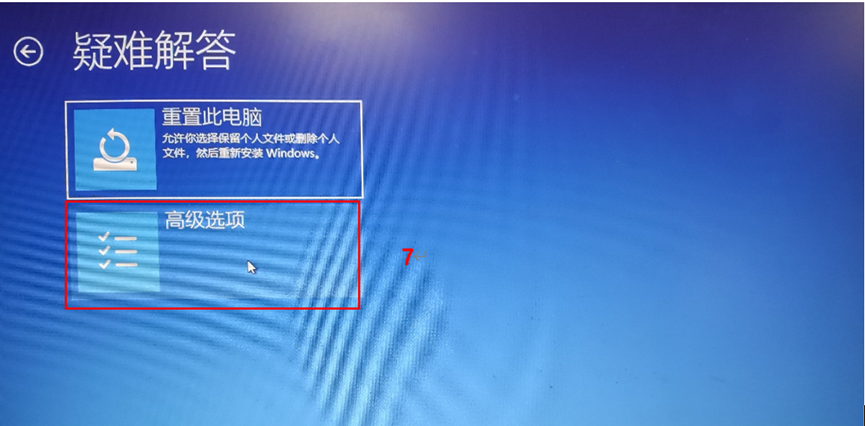 疑难解答
重置此电脑
允许你选择保留个人文件或删除个人
文件，然后重新安装 Windows。
高级选项
7